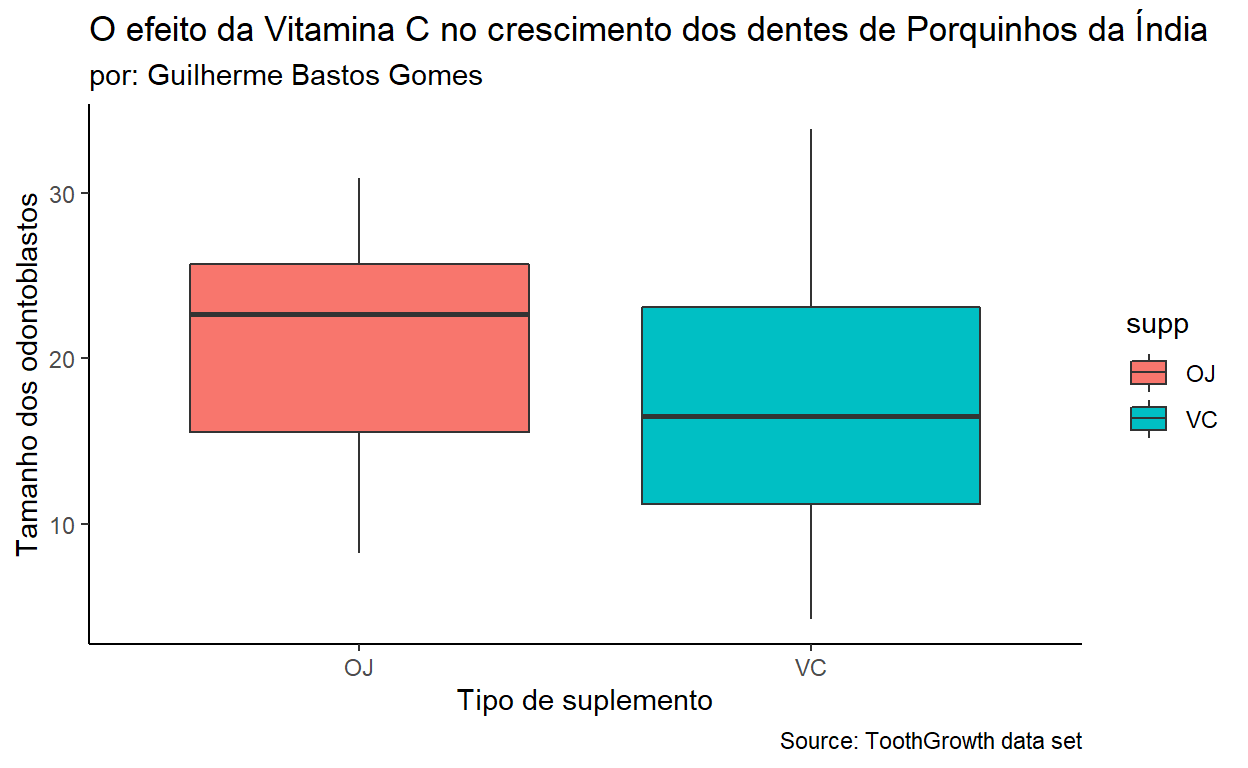 O efeito da Vitamina C no crescimento dos dentes de Porquinhos da Índia
por: Guilherme Bastos Gomes
Tamanho dos odontoblastos
30
20
10
OJ
VC
Tipo de suplemento
supp
OJ
VC
Source: ToothGrowth data set